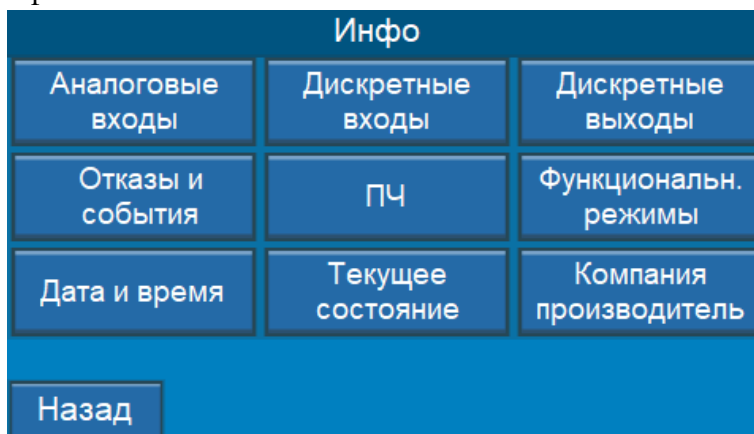 Инфо
Аналоговые
входы
Дискретные
входы
Дискретные
выходы
Отказы и
события
ПЧ
Функциональн.
режимы
Дата и время
Текущее
состояние
Компания
производитель
Назад